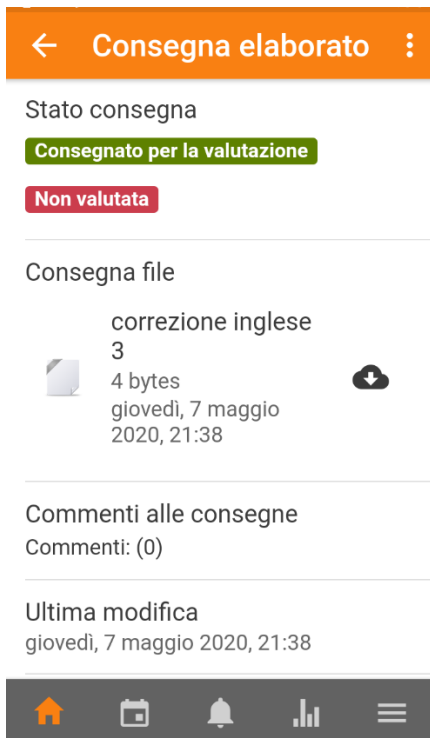 Consegna elaborato
Stato consegna
Consegnato per la valutazione
Non valutata
Consegna file
correzione inglese
3
4 bytes
giovedì, 7 maggio
2020, 21:38
Commenti alle consegne
Commenti: (0)
Ultima modifica
giovedì, 7 maggio 2020, 21:38